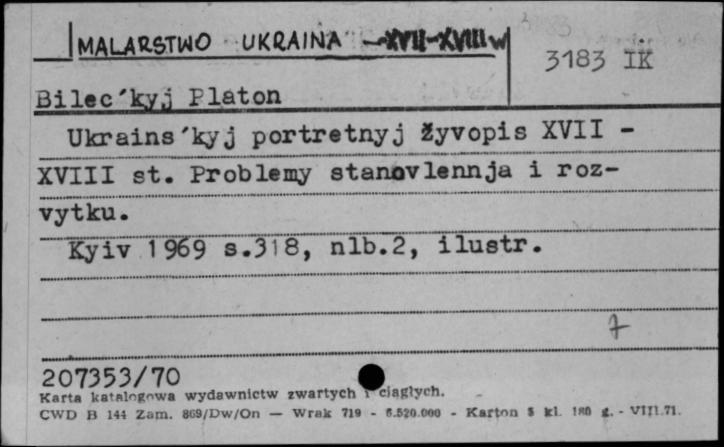 MALARSTWO UKRAINA - XVII-XVIII w
3183 IK
Bilec'kyj Platon
Ukrains'kyj portretnyj žyvopis XVII -
XVIII st. Problemy stanovlennja i roz-
vytku.
Kyiv 1969 s.318, nlb.2, ilustr.
7
207353/70
Karta katalogowa wydawnictw zwartych i ciągłych.
CWD B 144 Zam. 869/Dw/On — Wrak 719 - 6.520.000 - Karton 5 kl. 180 g. - VIII.71.